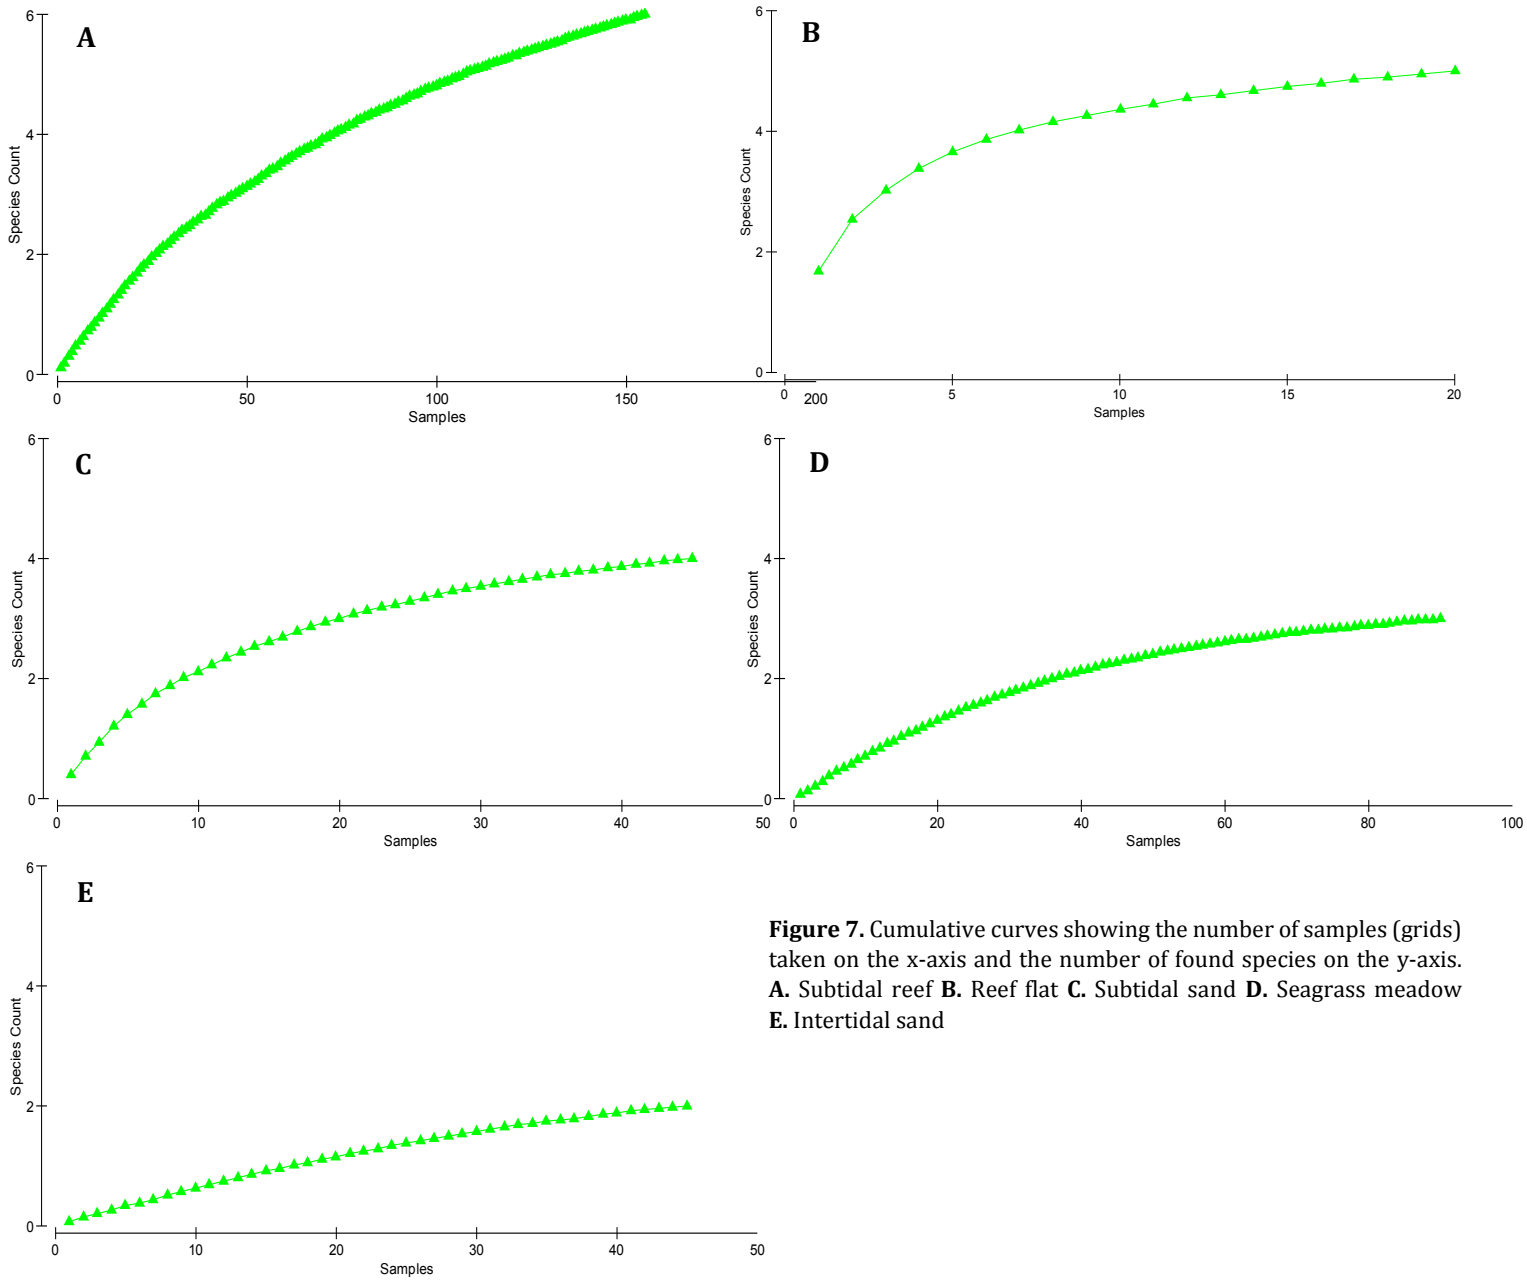 A
6
4
2
0
Species Count
0 50 100 150 200
Samples
B
6
4
2
0
Species Count
0 5 10 15 20
Samples
C
6
4
2
0
Species Count
0 10 20 30 40 50
Samples
D
6
4
2
0
Species Count
0 20 40 60 80 100
Samples
E
6
4
2
0
Species Count
0 10 20 30 40 50
Samples
Figure 7. Cumulative curves showing the number of samples (grids)
taken on the x-axis and the number of found species on the y-axis.
A. Subtidal reef B. Reef flat C. Subtidal sand D. Seagrass meadow
E. Intertidal sand